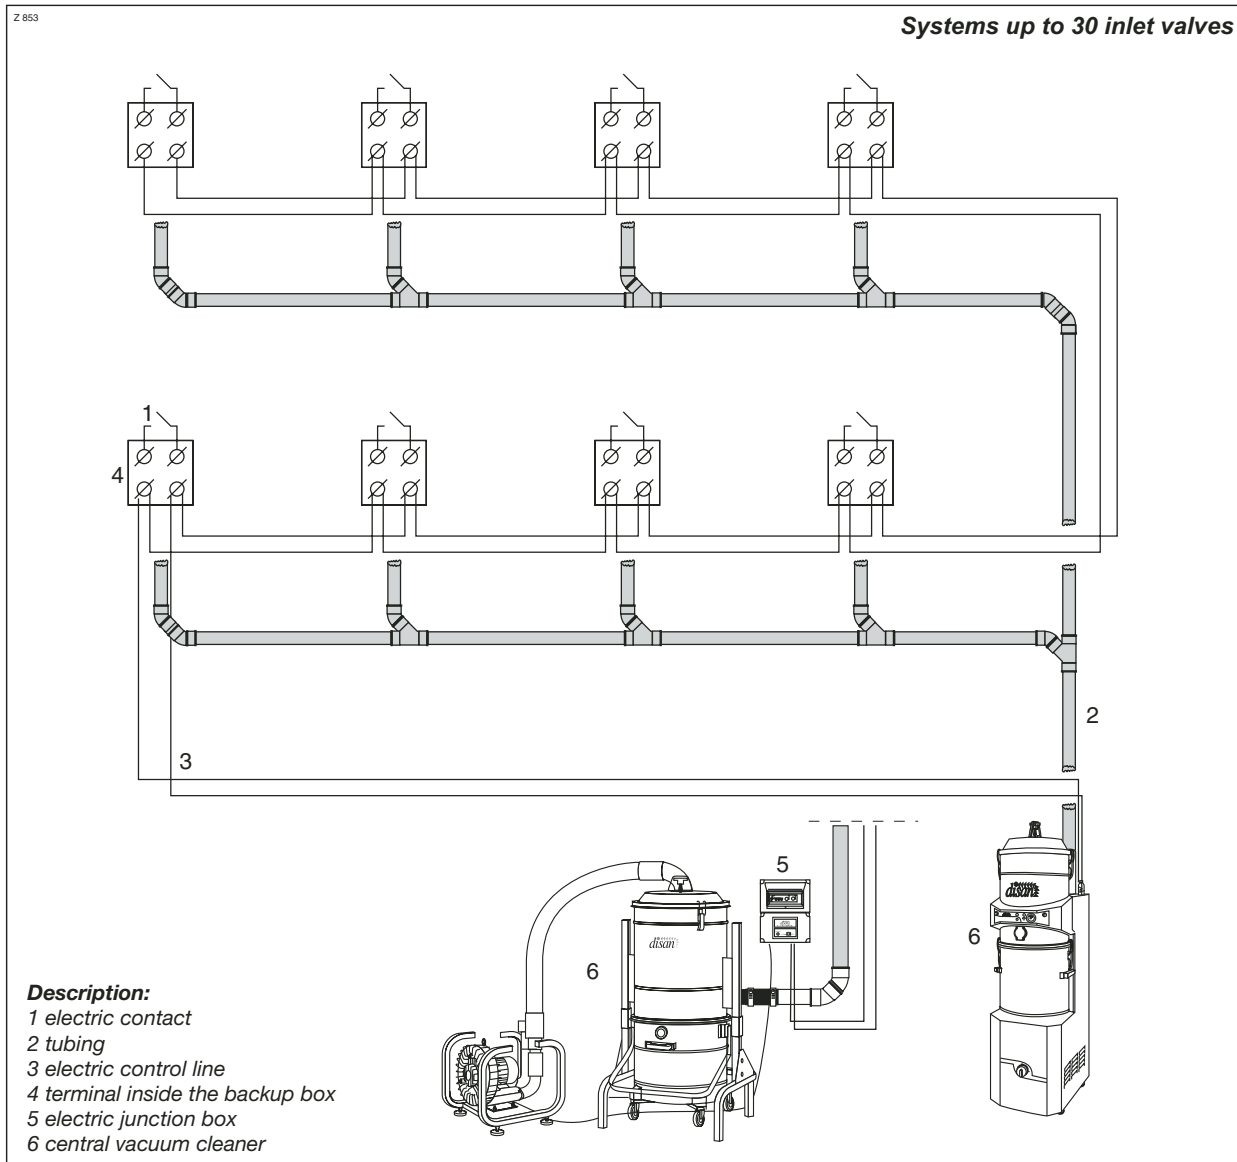 Z 853
Systems up to 30 inlet valves
1
4
2
3
5
disan
6
disan
6
Description:
1 electric contact
2 tubing
3 electric control line
4 terminal inside the backup box
5 electric junction box
6 central vacuum cleaner